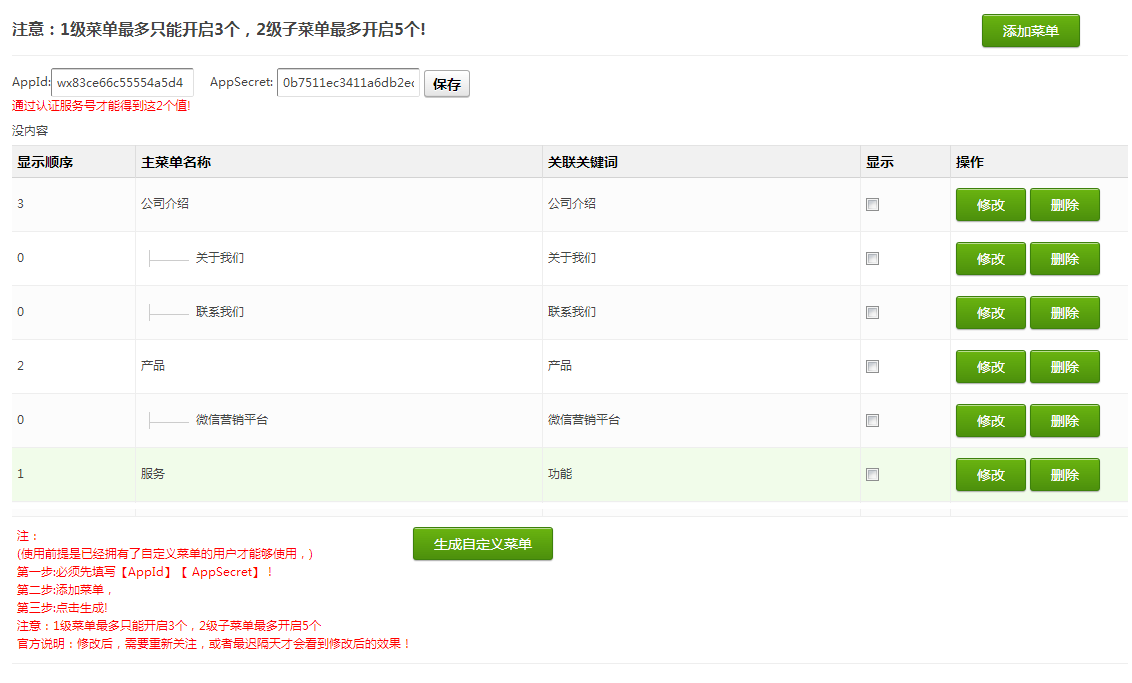 注意：1级菜单最多只能开启3个，2级子菜单最多开启5个!
添加菜单
AppId: wx83ce66c55554a5d4 AppSecret: 0b7511ec3411a6db2ec 保存
通过认证服务号才能得到这2个值!
没内容
显示顺序 主菜单名称 关联关键词 显示 操作
3 公司介绍 公司介绍 修改 删除
0 关于我们 关于我们 修改 删除
0 联系我们 联系我们 修改 删除
2 产品 产品 修改 删除
0 微信营销平台 微信营销平台 修改 删除
1 服务 功能 修改 删除
注：
(使用前提是已经拥有了自定义菜单的用户才能够使用，)
第一步:必须先填写【AppId】【 AppSecret】！
第二步:添加菜单，
第三步:点击生成!
注意：1级菜单最多只能开启3个，2级子菜单最多开启5个
官方说明：修改后，需要重新关注，或者最迟隔天才会看到修改后的效果！
生成自定义菜单